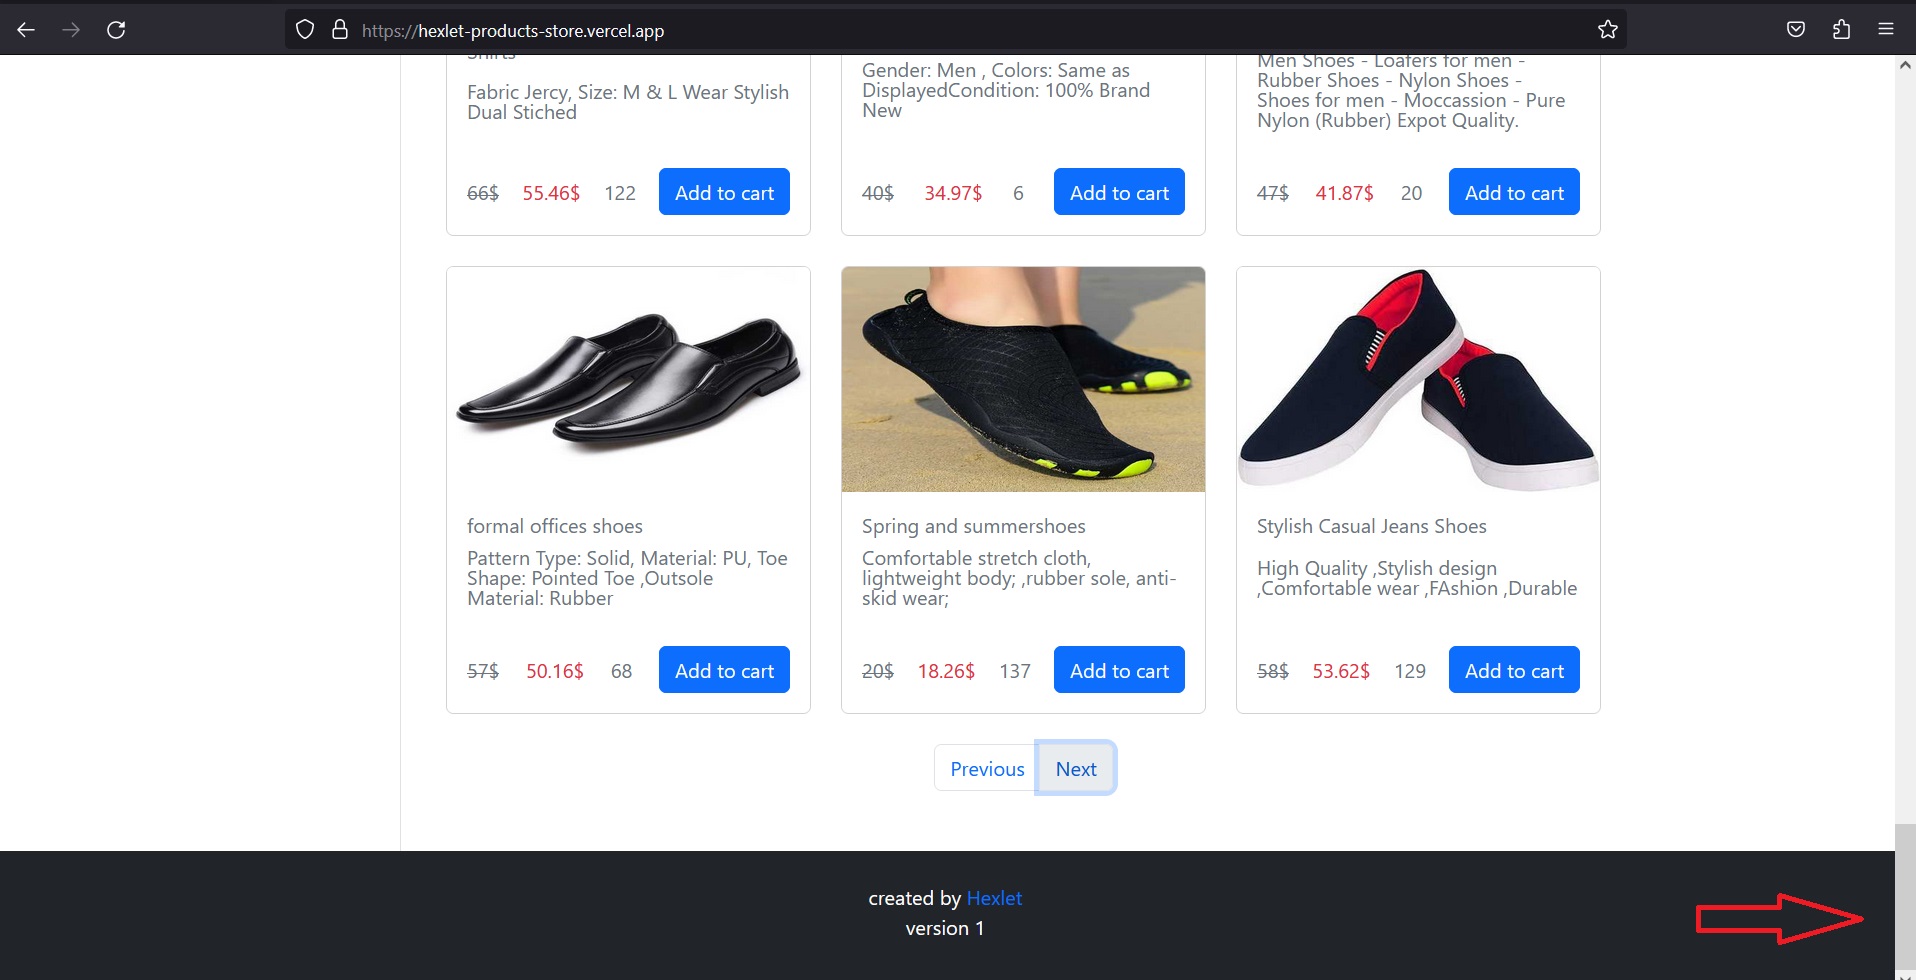 https://hexlet-products-store.vercel.app
Shirts
Fabric Jercy, Size: M & L Wear Stylish
Dual Stiched
66$ 55.46$ 122 Add to cart
Gender: Men , Colors: Same as
DisplayedCondition: 100% Brand
New
40$ 34.97$ 6 Add to cart
Men Shoes - Loafers for men -
Rubber Shoes - Nylon Shoes -
Shoes for men - Moccassion - Pure
Nylon (Rubber) Expot Quality.
47$ 41.87$ 20 Add to cart
formal offices shoes
Pattern Type: Solid, Material: PU, Toe
Shape: Pointed Toe ,Outsole
Material: Rubber
57$ 50.16$ 68 Add to cart
Spring and summershoes
Comfortable stretch cloth,
lightweight body; ,rubber sole, anti-
skid wear;
20$ 18.26$ 137 Add to cart
Stylish Casual Jeans Shoes
High Quality ,Stylish design
,Comfortable wear ,FAshion ,Durable
58$ 53.62$ 129 Add to cart
Previous Next
created by Hexlet
version 1